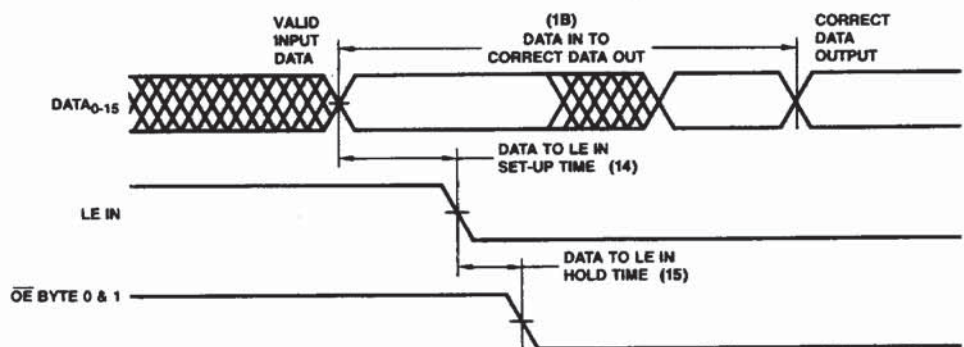 VALID
INPUT
DATA
(1B)
DATA IN TO
CORRECT DATA OUT
CORRECT
DATA
OUTPUT
DATA0-15
DATA TO LE IN
SET-UP TIME (14)
LE IN
DATA TO LE IN
HOLD TIME (15)
OE BYTE 0 & 1